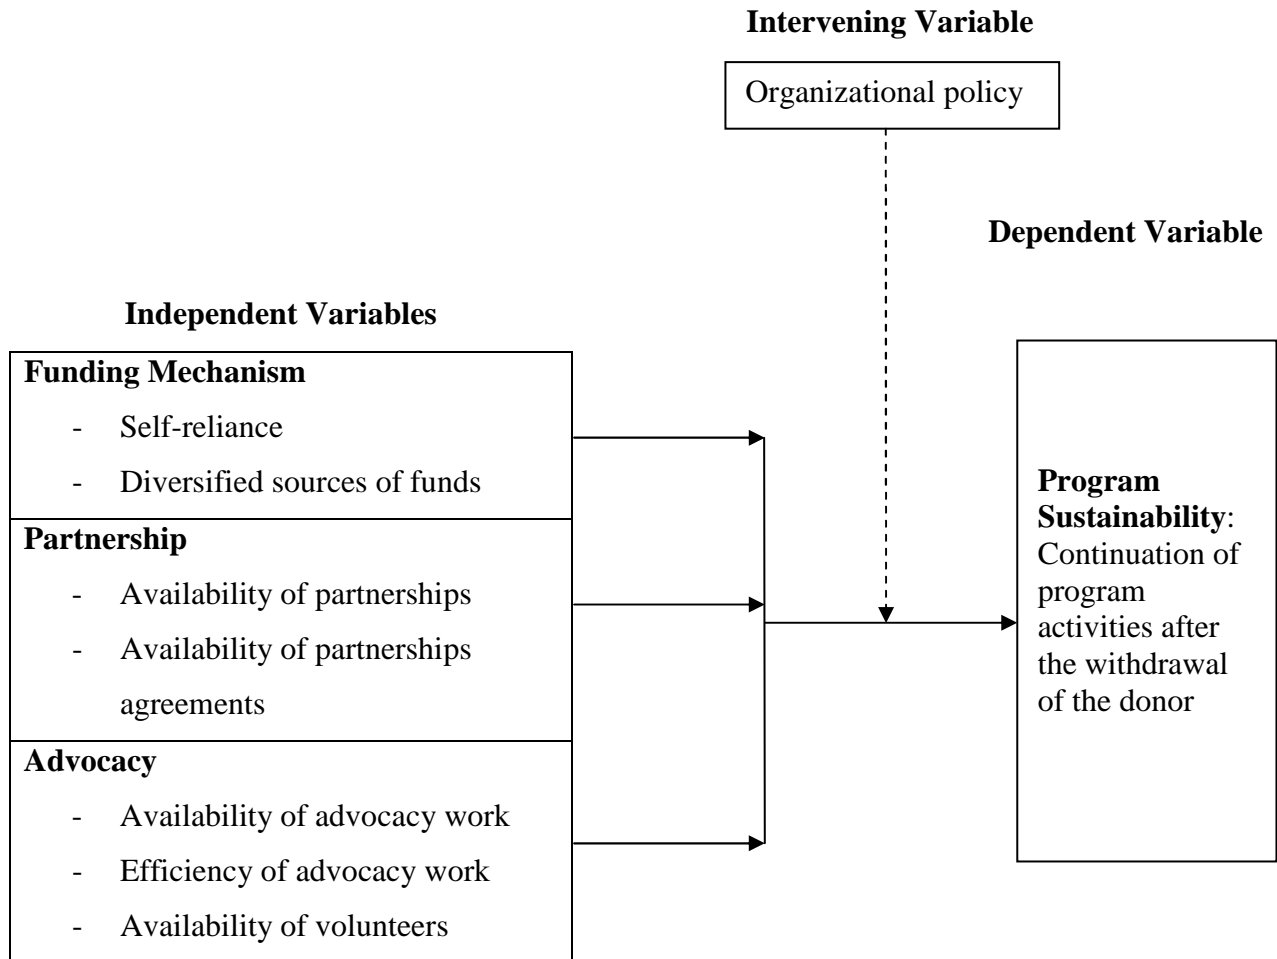 Intervening Variable
Organizational policy
Dependent Variable
Independent Variables
Funding Mechanism
- Self-reliance
- Diversified sources of funds
Partnership
- Availability of partnerships
- Availability of partnerships
agreements
Advocacy
- Availability of advocacy work
- Efficiency of advocacy work
- Availability of volunteers
Program
Sustainability:
Continuation of
program
activities after
the withdrawal
of the donor